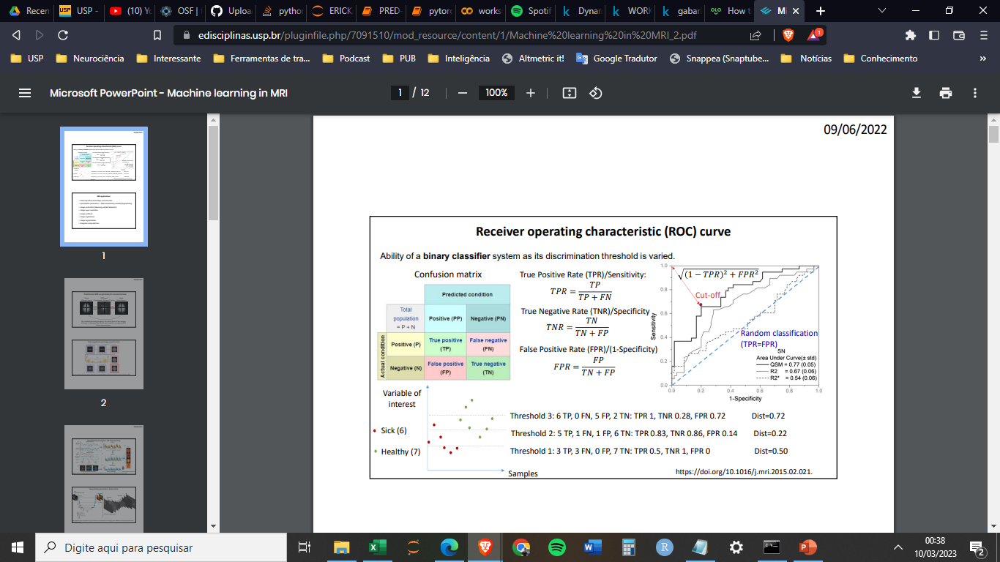 Recen
USP -
(10) Yo
OSF |
Uploa
pytho
ERICK
PRED-
pytorc
works
Spotif
Dynan
WORK
gaban
How t
M
edisciplinas.usp.br/pluginfile.php/7091510/mod_resource/content/1/Machine%20learning%20in%20MRI_2.pdf
1
USP
Neurociência
Interessante
Ferramentas de tra...
Podcast
PUB
Inteligência
Altmetric it!
Google Tradutor
Snappea (Snaptube...
Notícias
Conhecimento
»
Microsoft PowerPoint - Machine learning in MRI
1 / 12
100%
1
2
09/06/2022
Receiver operating characteristic (ROC) curve
Ability of a binary classifier system as its discrimination threshold is varied.
Confusion matrix
Predicted condition
Total
population
= P + N
Positive (PP)
Negative (PN)
Actual condition
Positive (P)
True positive
(TP)
False negative
(FN)
Negative (N)
False positive
(FP)
True negative
(TN)
True Positive Rate (TPR)/Sensitivity:
TPR = TP / TP + FN
True Negative Rate (TNR)/Specificity
TNR = TN / TN + FP
False Positive Rate (FPR)/(1-Specificity)
FPR = FP / TN + FP
√(1 − TPR)² + FPR²
Cut-off
Random classification
(TPR=FPR)
SN
Area Under Curve(± std)
QSM = 0.77 (0.05)
R2 = 0.67 (0.06)
R2* = 0.54 (0.06)
Sensitivity
1.0
0.8
0.6
0.4
0.2
0.0
0.0 0.2 0.4 0.6 0.8 1.0
1-Specificity
Variable of
interest
Sick (6)
Healthy (7)
Samples
Threshold 3: 6 TP, 0 FN, 5 FP, 2 TN: TPR 1, TNR 0.28, FPR 0.72 Dist=0.72
Threshold 2: 5 TP, 1 FN, 1 FP, 6 TN: TPR 0.83, TNR 0.86, FPR 0.14 Dist=0.22
Threshold 1: 3 TP, 3 FN, 0 FP, 7 TN: TPR 0.5, TNR 1, FPR 0 Dist=0.50
https://doi.org/10.1016/j.mri.2015.02.021.
Digite aqui para pesquisar
00:38
10/03/2023
2